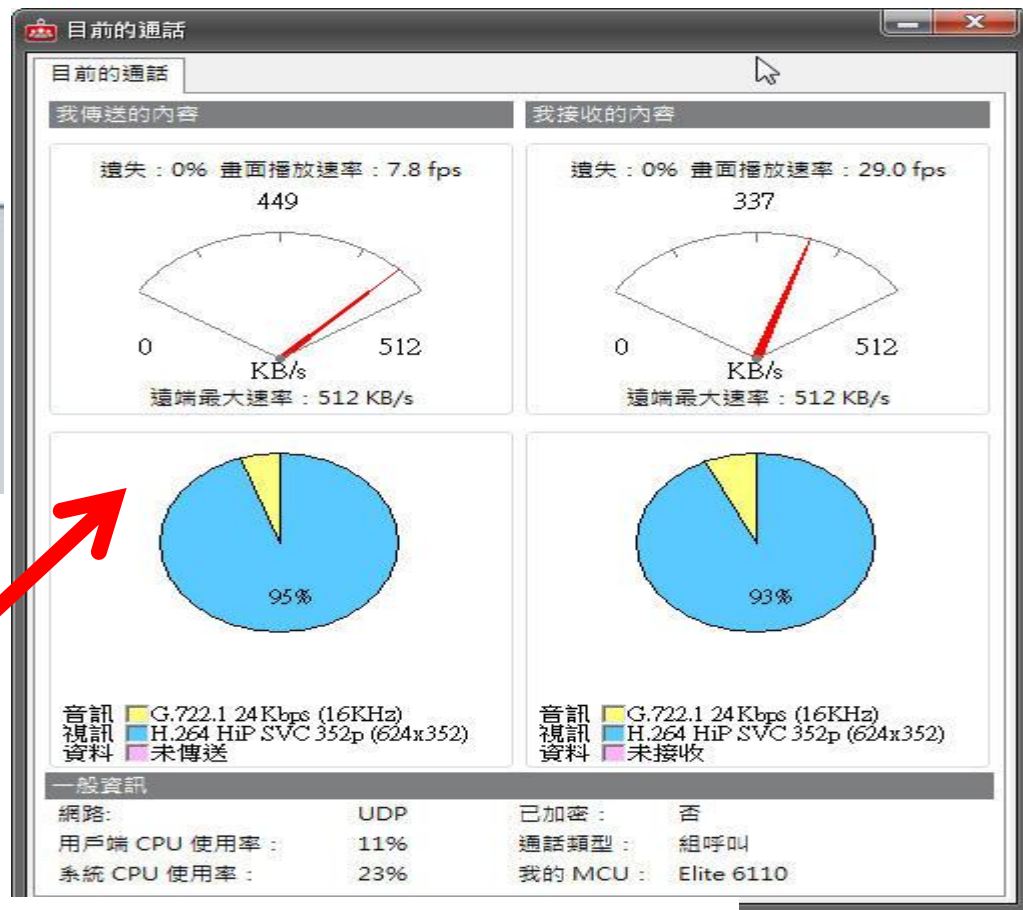 目前的通話
目前的通話
我傳送的內容
遺失：0% 畫面播放速率：7.8 fps
449
0
512
KB/s
遠端最大速率：512 KB/s
95%
音訊 G.722.1 24 Kbps (16KHz)
視訊 H.264 HiP SVC 352p (624x352)
資料 未傳送
我接收的內容
遺失：0% 畫面播放速率：29.0 fps
337
0
512
KB/s
遠端最大速率：512 KB/s
93%
音訊 G.722.1 24 Kbps (16KHz)
視訊 H.264 HiP SVC 352p (624x352)
資料 未接收
一般資訊
網路: UDP 已加密： 否
用戶端 CPU 使用率： 11% 通話類型： 組呼叫
系統 CPU 使用率： 23% 我的 MCU： Elite 6110